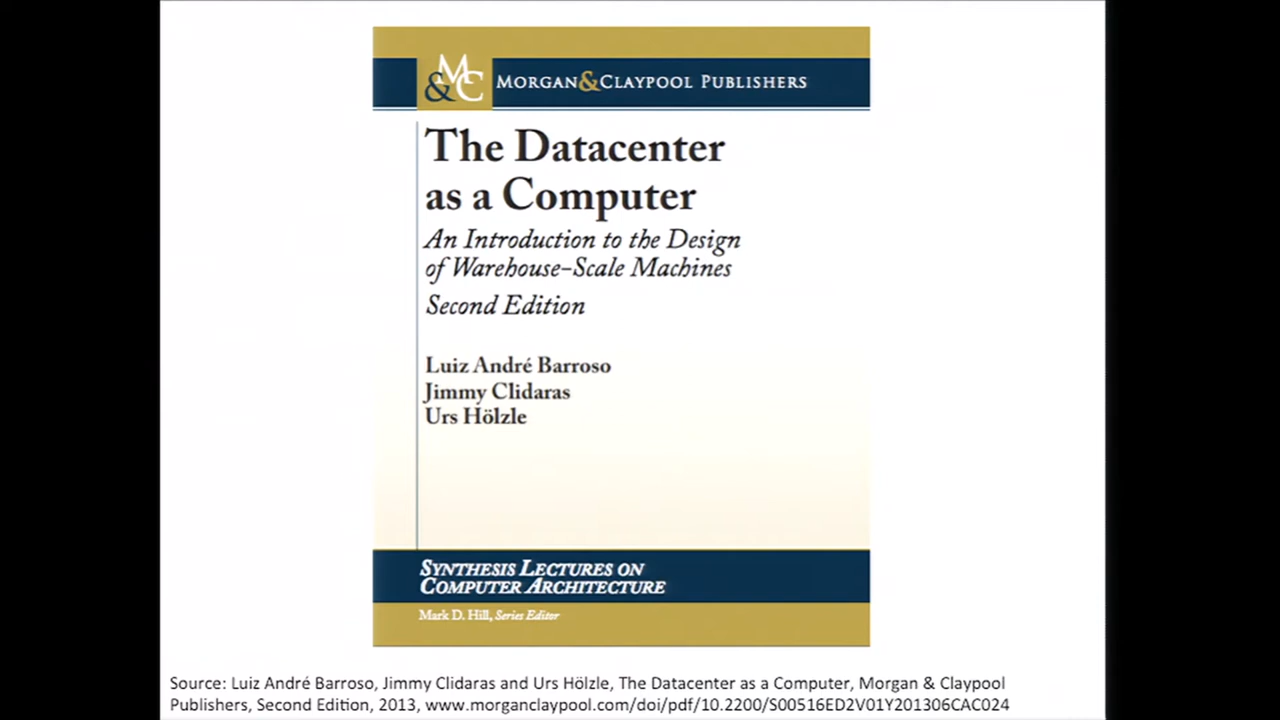 M&C MORGAN&CLAYPOOL PUBLISHERS
The Datacenter
as a Computer
An Introduction to the Design
of Warehouse-Scale Machines
Second Edition
Luiz André Barroso
Jimmy Clidaras
Urs Hölzle
SYNTHESIS LECTURES ON
COMPUTER ARCHITECTURE
Mark D. Hill, Series Editor
Source: Luiz André Barroso, Jimmy Clidaras and Urs Hölzle, The Datacenter as a Computer, Morgan & Claypool
Publishers, Second Edition, 2013, www.morganclaypool.com/doi/pdf/10.2200/S00516ED2V01Y201306CAC024